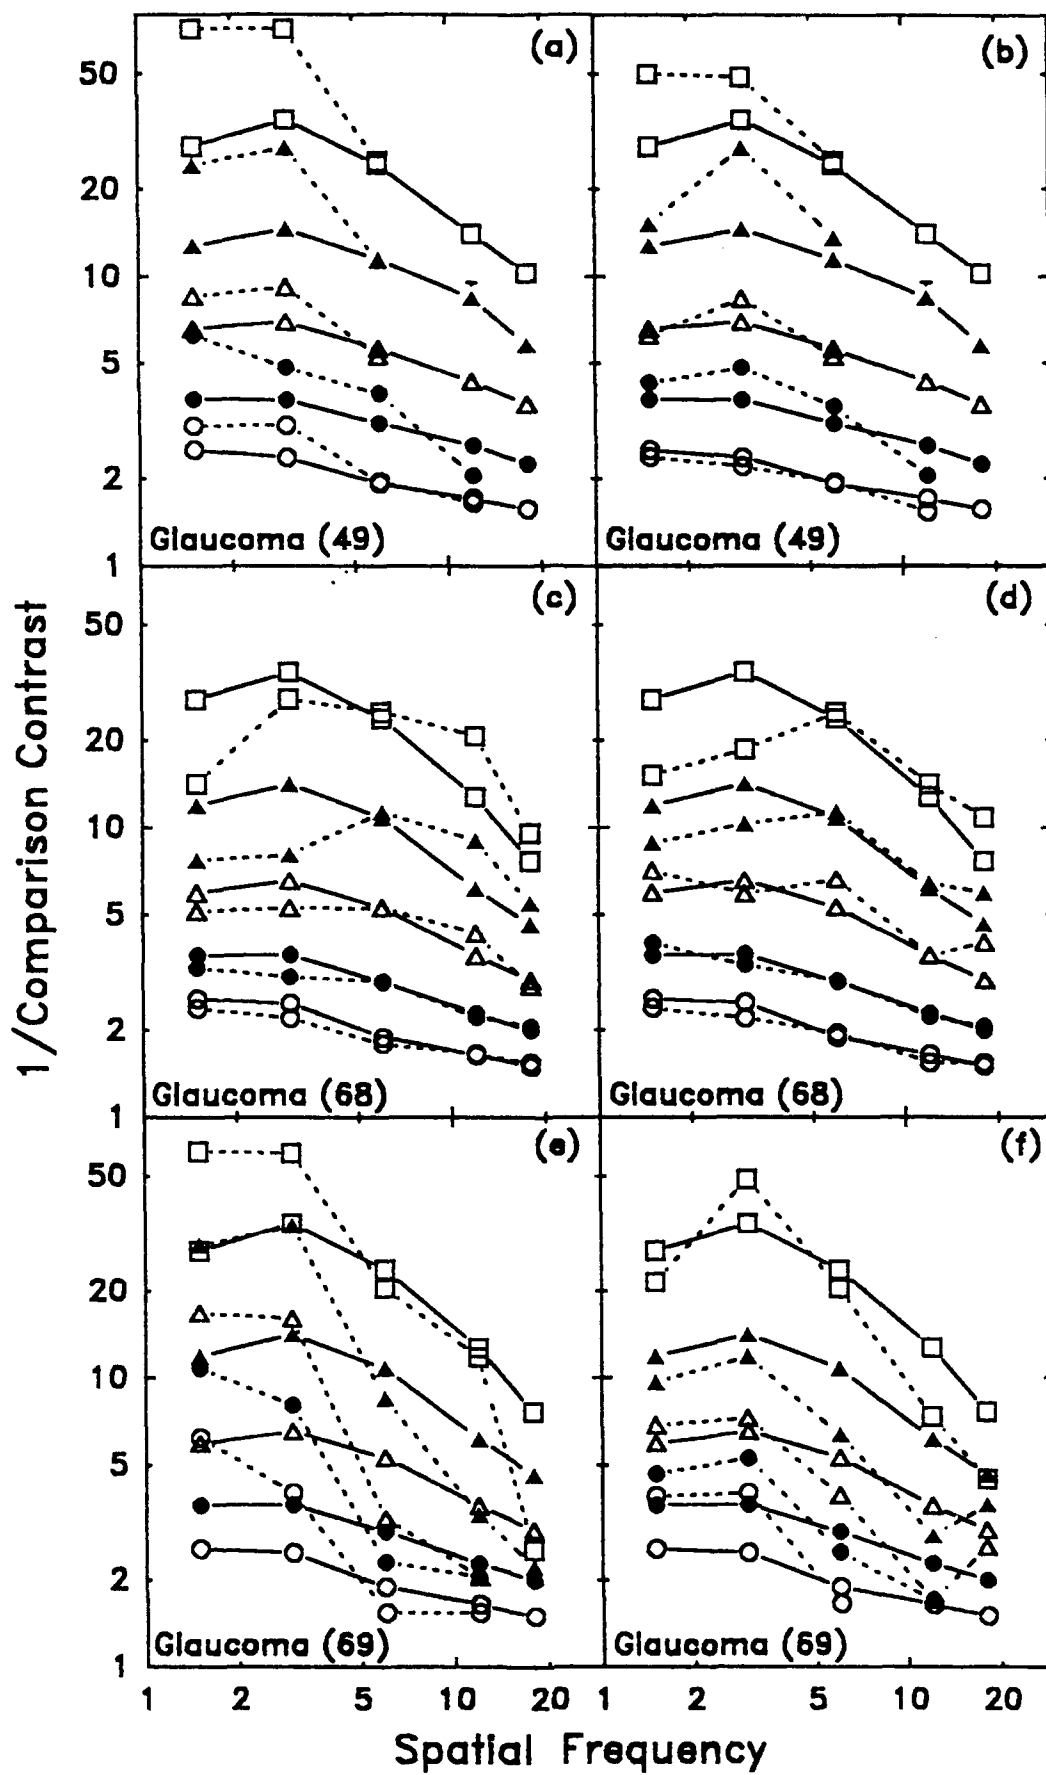 (a)
(b)
50
20
10
5
2
1
Glaucoma (49)
Glaucoma (49)
(c)
(d)
50
20
10
5
2
1
Glaucoma (68)
Glaucoma (68)
(e)
(f)
50
20
10
5
2
1
Glaucoma (69)
Glaucoma (69)
1 2 5 10 20 1 2 5 10 20
1/Comparison Contrast
Spatial Frequency